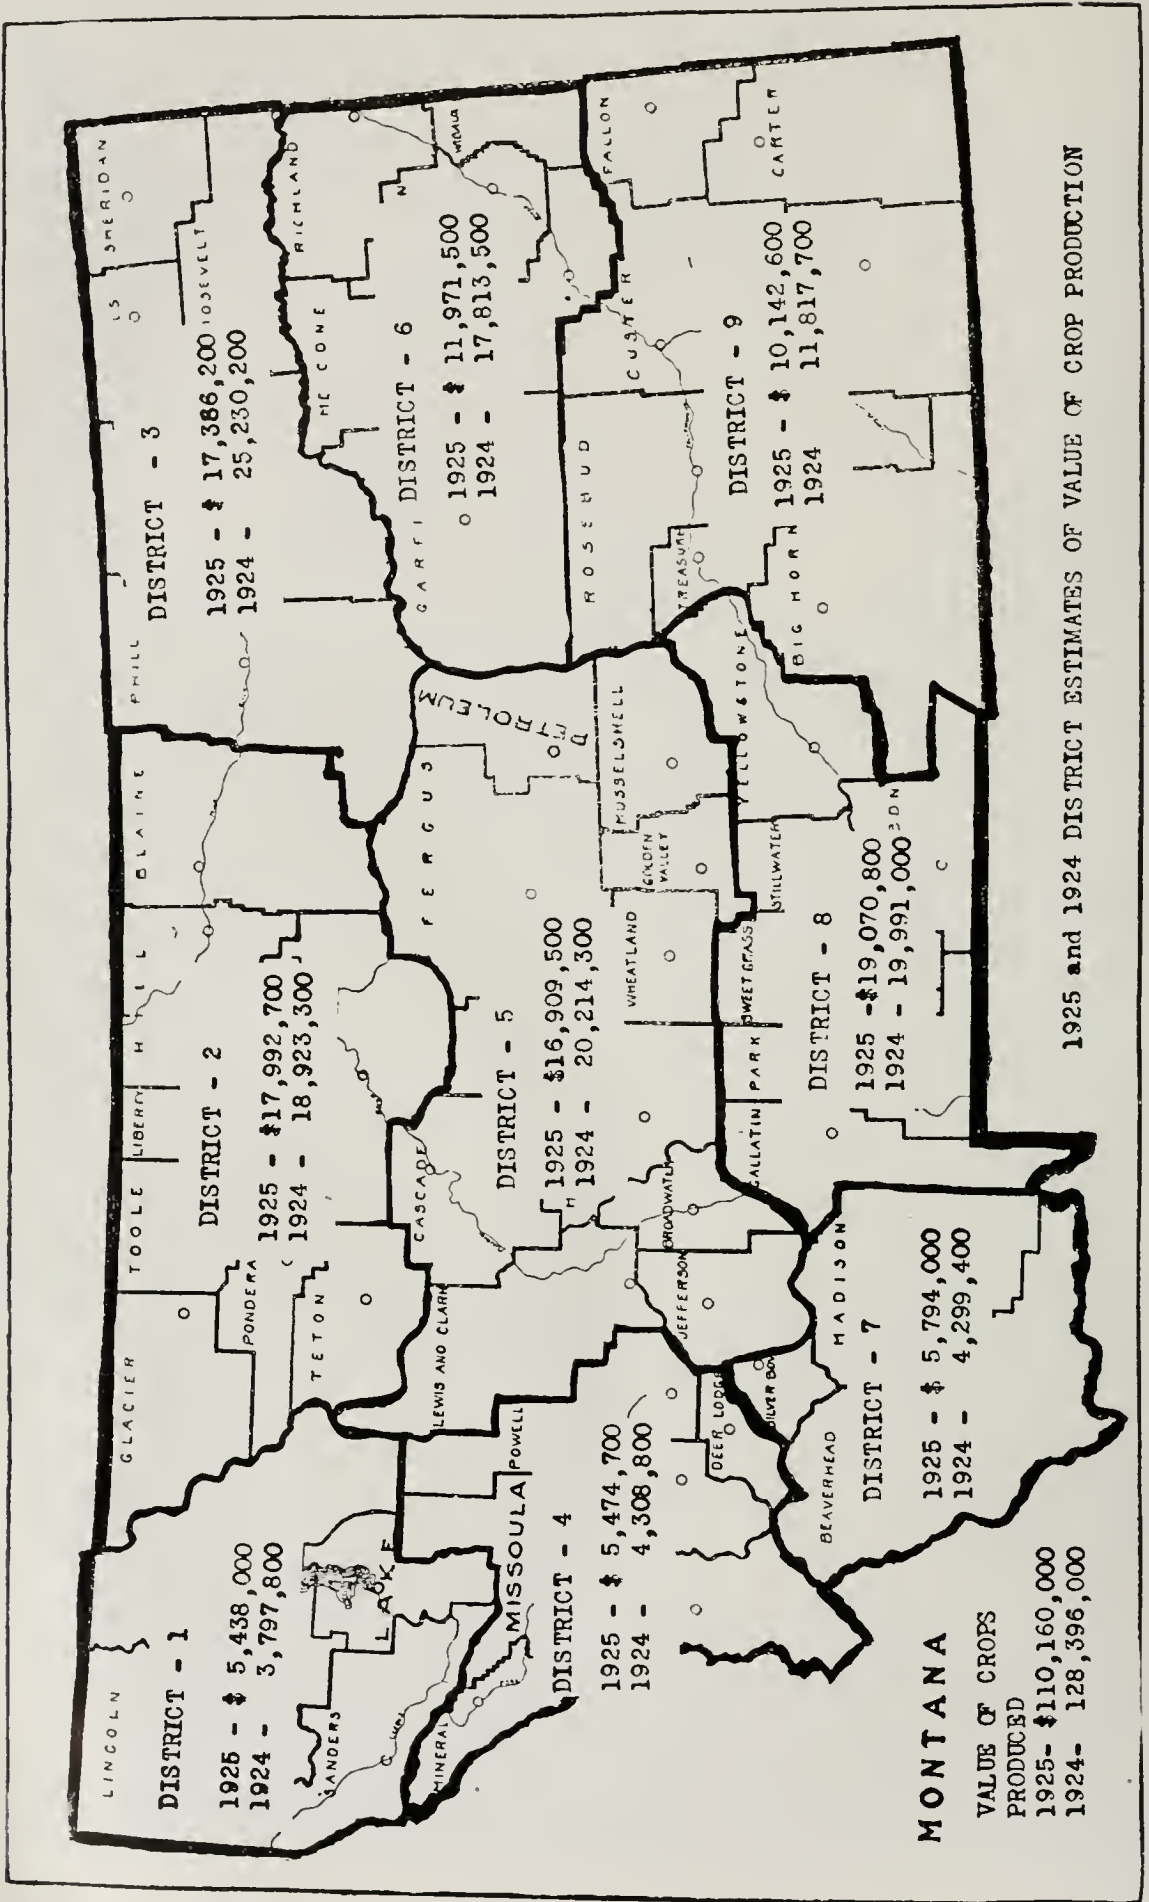 LINCOLN
DISTRICT - 1
1925 - $ 5,438,000
1924 - 3,797,800
SANDERS
LAKE
MINERAL
GLACIER
TOOLE
LIBERTY
HILL
BLAINE
PONDERA
TETON
DISTRICT - 2
1925 - $17,992,700
1924 - 18,923,300
PHILL
SHERIDAN
DISTRICT - 3
1925 - $ 17,386,200
1924 - 25,230,200
OSEVELT
MISSOULA
POWELL
DISTRICT - 4
1925 - $ 5,474,700
1924 - 4,308,800
DEER LODGE
LEWIS AND CLARK
CASCADE
FERGUS
PETROLEUM
DISTRICT - 5
1925 - $16,909,500
1924 - 20,214,300
WHEATLAND
GOLDEN
VALLEY
MUSSELSHELL
BROADWATER
JEFFERSON
MC CONE
RICHLAND
GARFI
WIBAUX
DISTRICT - 6
1925 - $ 11,971,500
1924 - 17,813,500
SILVER BOW
BEAVERHEAD
MADISON
DISTRICT - 7
1925 - $ 5,794,000
1924 - 4,299,400
GALLATIN
PARK
SWEET GRASS
STILLWATER
YELLOWSTONE
DISTRICT - 8
1925 - $19,070,800
1924 - 19,991,000
BON
ROSEBUD
TREASURE
BIG HORN
CUSTER
FALLON
CARTER
DISTRICT - 9
1925 - $ 10,142,600
1924 11,817,700
MONTANA
VALUE OF CROPS
PRODUCED
1925- $110,160,000
1924- 128,396,000
1925 and 1924 DISTRICT ESTIMATES OF VALUE OF CROP PRODUCTION